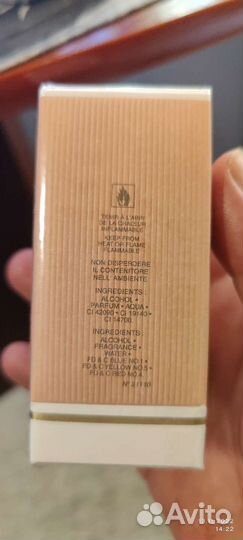 TENIR À L'ABRI
DE LA CHALEUR
INFLAMMABLE
KEEP FROM
HEAT OR FLAME
FLAMMABLE
NON DISPERDERE
IL CONTENITORE
NELL'AMBIENTE
INGREDIENTS:
ALCOHOL •
PARFUM • AQUA •
CI 42090 • CI 19140 •
CI 14700.
INGREDIENTS:
ALCOHOL •
FRAGRANCE •
WATER •
FD & C BLUE NO.1 •
FD & C YELLOW NO.5 •
FD & C RED NO.4.
14:22
Avito